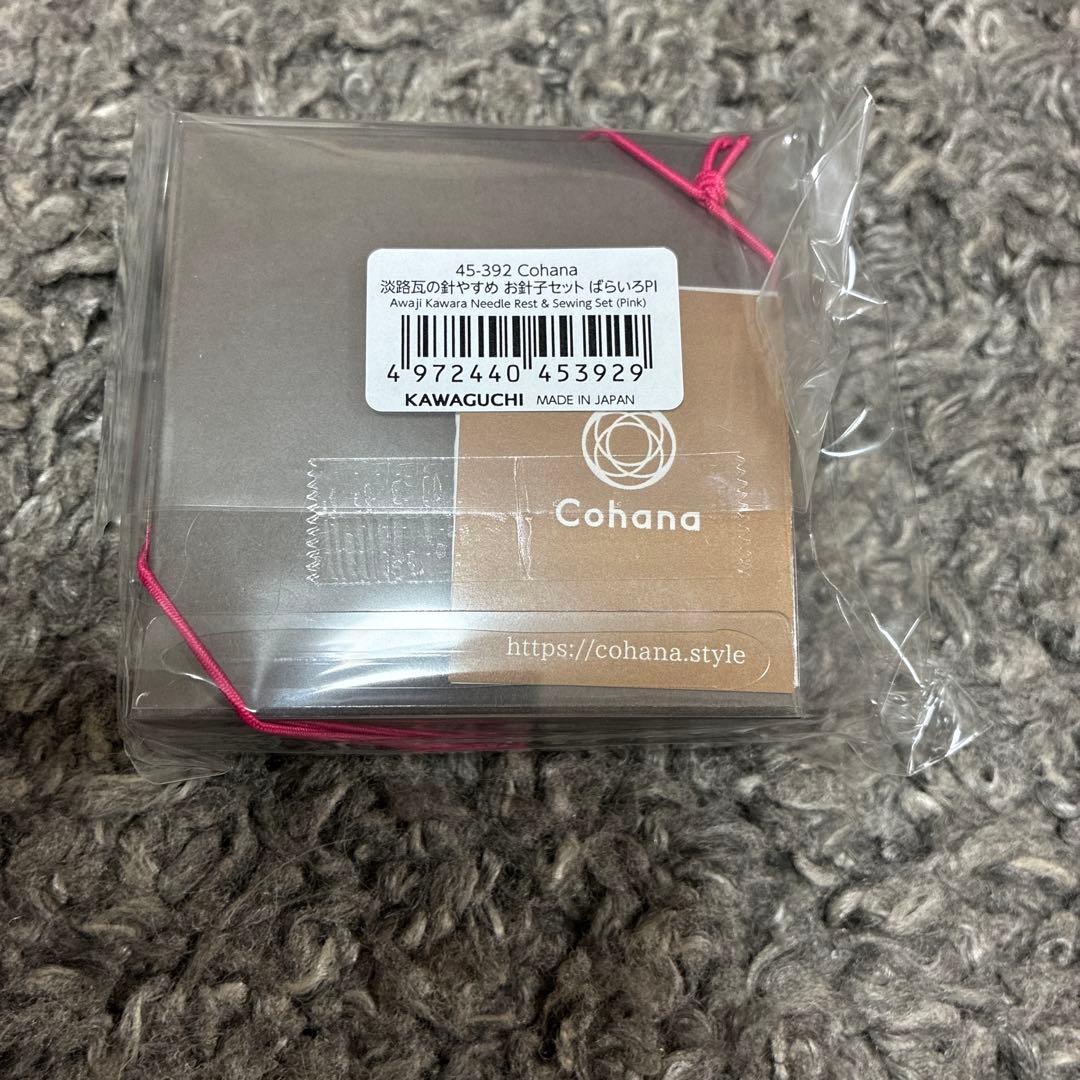 45-392 Cohana
淡路瓦の針やすめ お針子セット ばらいろPI
Awaji Kawara Needle Rest & Sewing Set (Pink)
4 972440 453929
KAWAGUCHI MADE IN JAPAN
Cohana
https://cohana.style